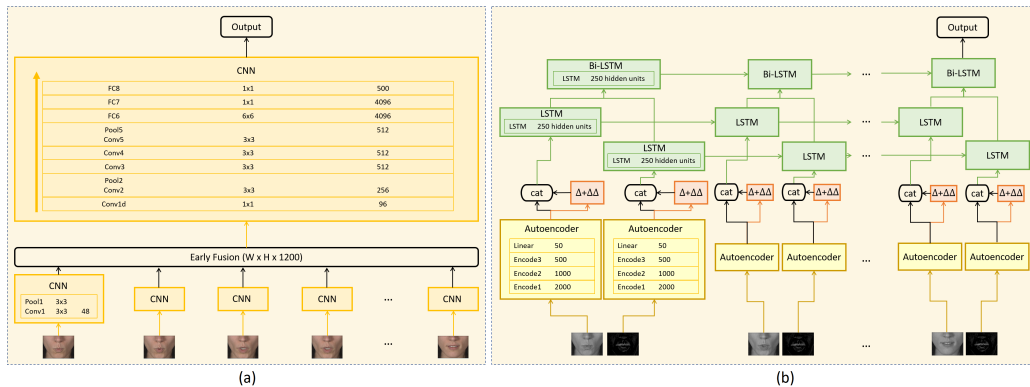 Output
CNN
FC8 1x1 500
FC7 1x1 4096
FC6 6x6 4096
Pool5 512
Conv5 3x3
Conv4 3x3 512
Conv3 3x3 512
Pool2
Conv2 3x3 256
Conv1d 1x1 96
Early Fusion (W x H x 1200)
CNN
Pool1 3x3
Conv1 3x3 48
CNN CNN CNN ... CNN
...
(a)
Output
Bi-LSTM
LSTM 250 hidden units
Bi-LSTM ... Bi-LSTM
LSTM
LSTM 250 hidden units
LSTM ... LSTM
LSTM
LSTM 250 hidden units
LSTM ... LSTM
cat Δ+ΔΔ cat Δ+ΔΔ cat Δ+ΔΔ cat Δ+ΔΔ cat Δ+ΔΔ cat Δ+ΔΔ
Autoencoder
Linear 50
Encode3 500
Encode2 1000
Encode1 2000
Autoencoder
Linear 50
Encode3 500
Encode2 1000
Encode1 2000
Autoencoder Autoencoder ... Autoencoder Autoencoder
...
(b)